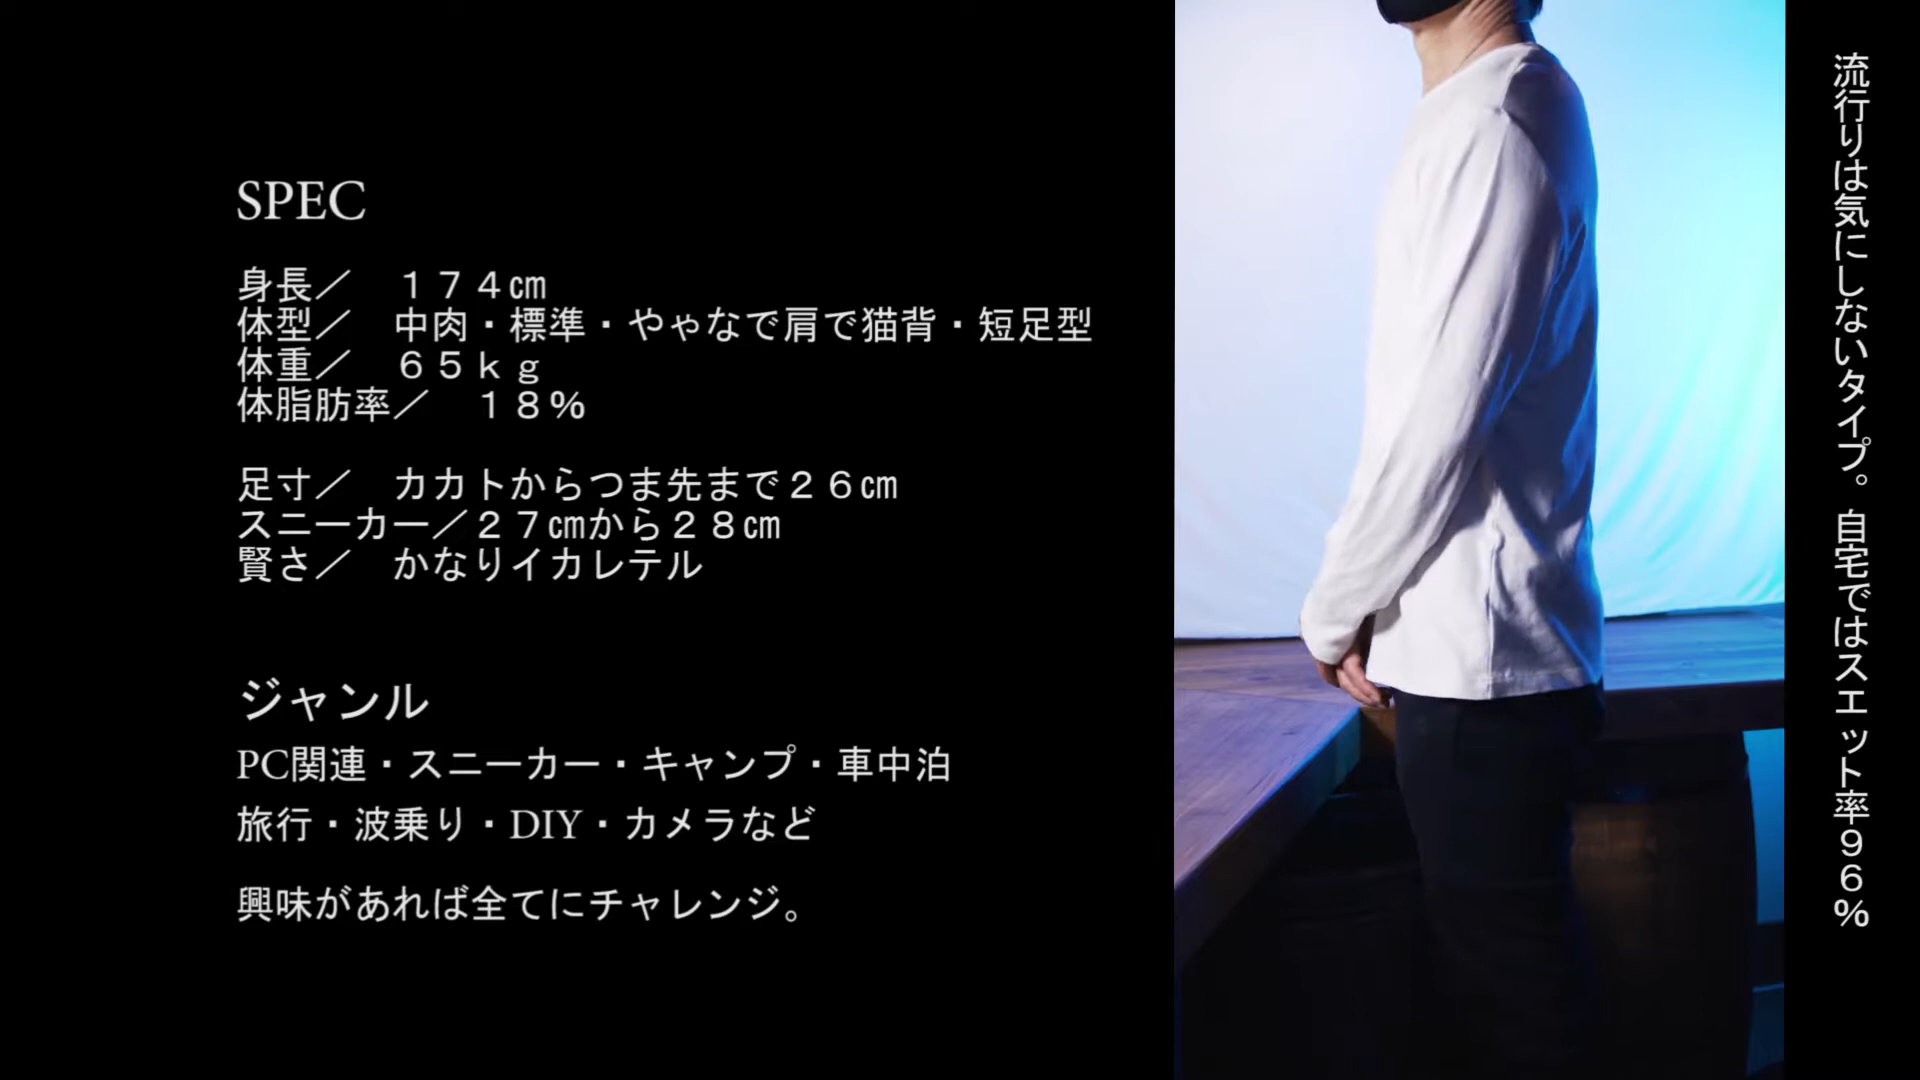 SPEC
身長／　１７４㎝
体型／　中肉・標準・やゃなで肩で猫背・短足型
体重／　６５ｋｇ
体脂肪率／　１８%
足寸／　カカトからつま先まで２６㎝
スニーカー／２７㎝から２８㎝
賢さ／　かなりイカレテル
ジャンル
PC関連・スニーカー・キャンプ・車中泊
旅行・波乗り・DIY・カメラなど
興味があれば全てにチャレンジ。
流行りは気にしないタイプ。自宅ではスエット率９６%